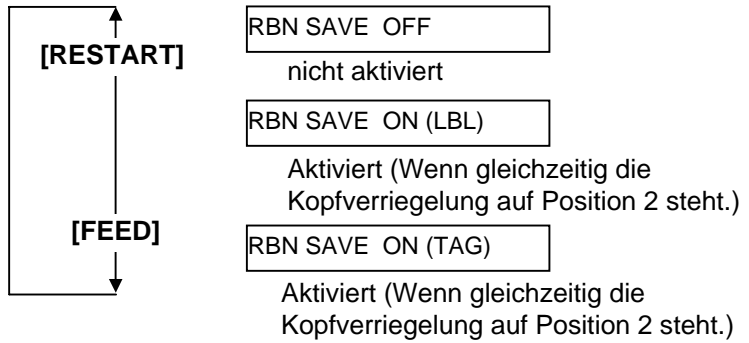 RBN SAVE OFF
[RESTART]
nicht aktiviert
RBN SAVE ON (LBL)
Aktiviert (Wenn gleichzeitig die
Kopfverriegelung auf Position 2 steht.)
[FEED]
RBN SAVE ON (TAG)
Aktiviert (Wenn gleichzeitig die
Kopfverriegelung auf Position 2 steht.)